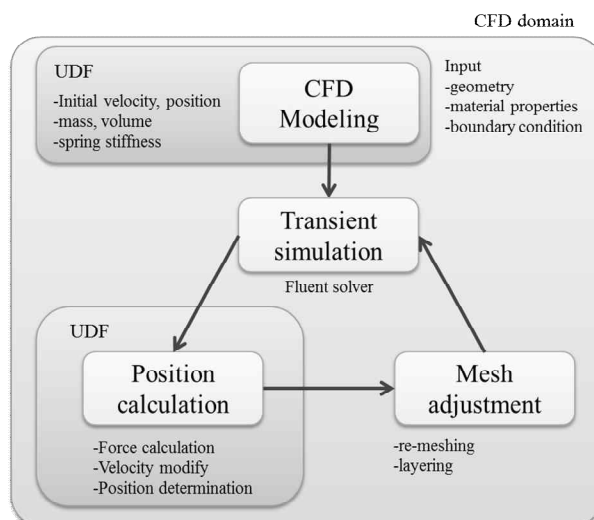 CFD domain
UDF
-Initial velocity, position
-mass, volume
-spring stiffness
CFD
Modeling
Input
-geometry
-material properties
-boundary condition
Transient
simulation
Fluent solver
UDF
Position
calculation
-Force calculation
-Velocity modify
-Position determination
Mesh
adjustment
-re-meshing
-layering